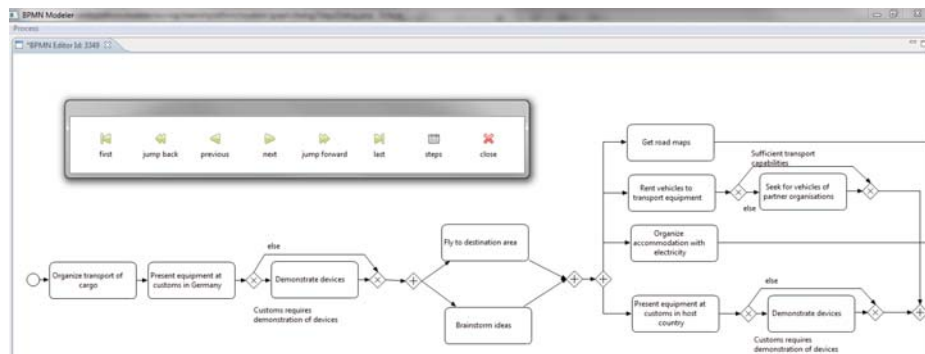 BPMN Modeler
Process
*BPMN Editor Id: 3349
first
jump back
previous
next
jump forward
last
steps
close
Organize transport of
cargo
Present equipment at
customs in Germany
else
Demonstrate devices
Customs requires
demonstration of devices
Fly to destination area
Brainstorm ideas
Get road maps
Rent vehicles to
transport equipment
Sufficient transport
capabilities
else
Seek for vehicles of
partner organisations
Organize
accommodation with
electricity
Present equipment at
customs in host
country
else
Demonstrate devices
Customs requires
demonstration of devices